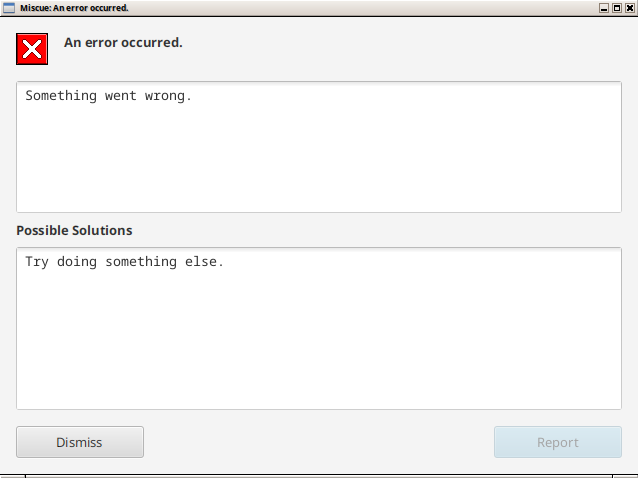 Miscue: An error occurred.
An error occurred.
Something went wrong.
Possible Solutions
Try doing something else.
Dismiss
Report